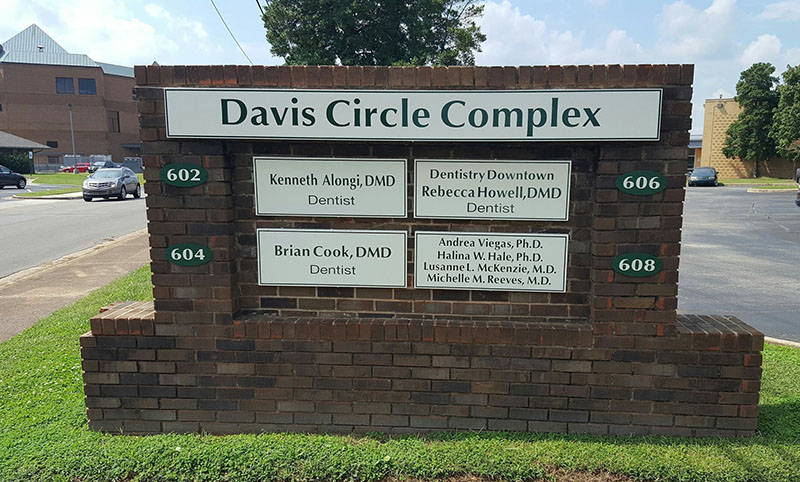 Davis Circle Complex
602
Kenneth Alongi, DMD
Dentist
Dentistry Downtown
Rebecca Howell, DMD
Dentist
606
604
Brian Cook, DMD
Dentist
Andrea Viegas, Ph.D.
Halina W. Hale, Ph.D.
Lusanne L. McKenzie, M.D.
Michelle M. Reeves, M.D.
608